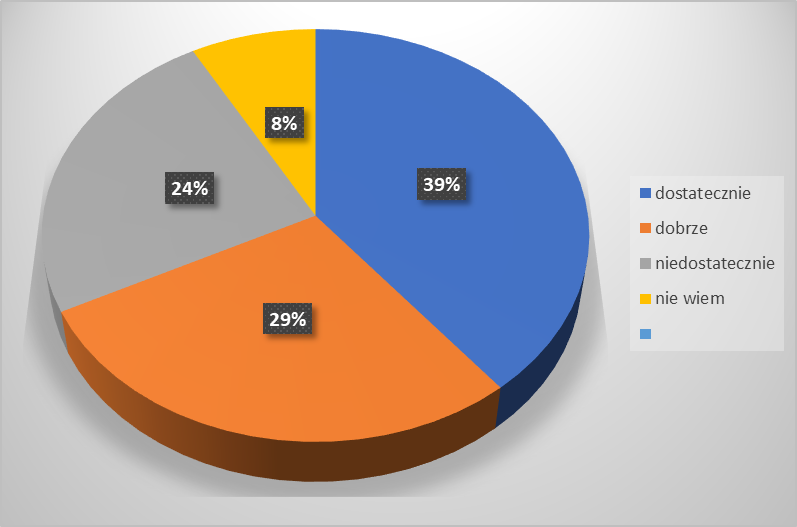 8%
39%
24%
29%
dostatecznie
dobrze
niedostatecznie
nie wiem